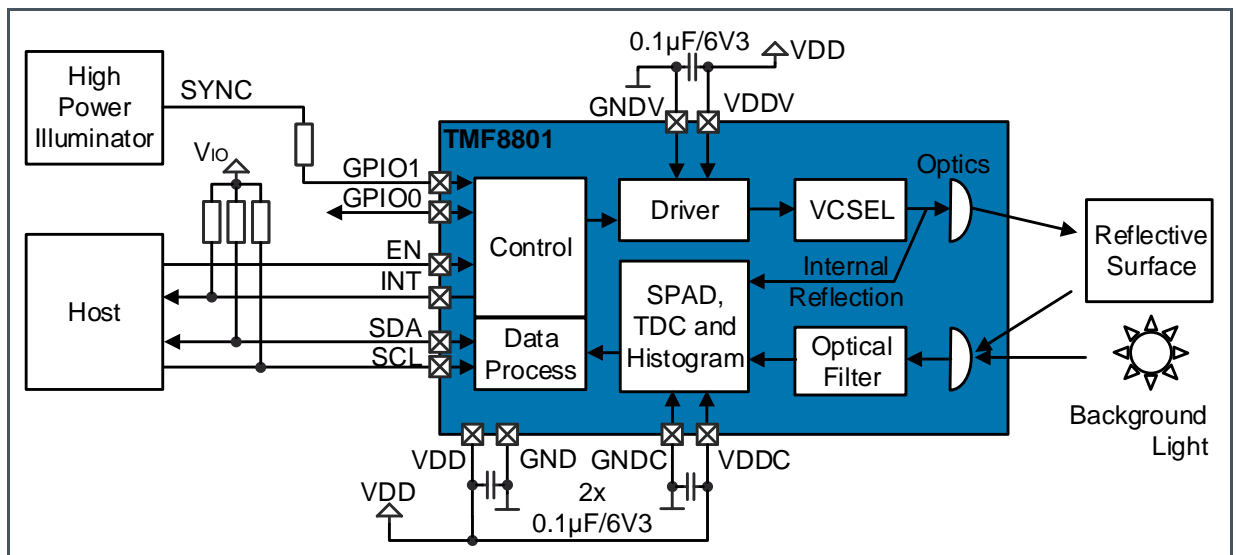 0.1µF/6V3
VDD
High
Power
Illuminator
SYNC
GNDV
VDDV
TMF8801
VIO
GPIO1
GPIO0
Optics
Driver
VCSEL
Control
Reflective
Surface
EN
INT
Internal
Reflection
Host
SPAD,
TDC and
Histogram
SDA
SCL
Data
Process
Optical
Filter
Background
Light
VDD
GND
GNDC
VDDC
VDD
2x
0.1µF/6V3